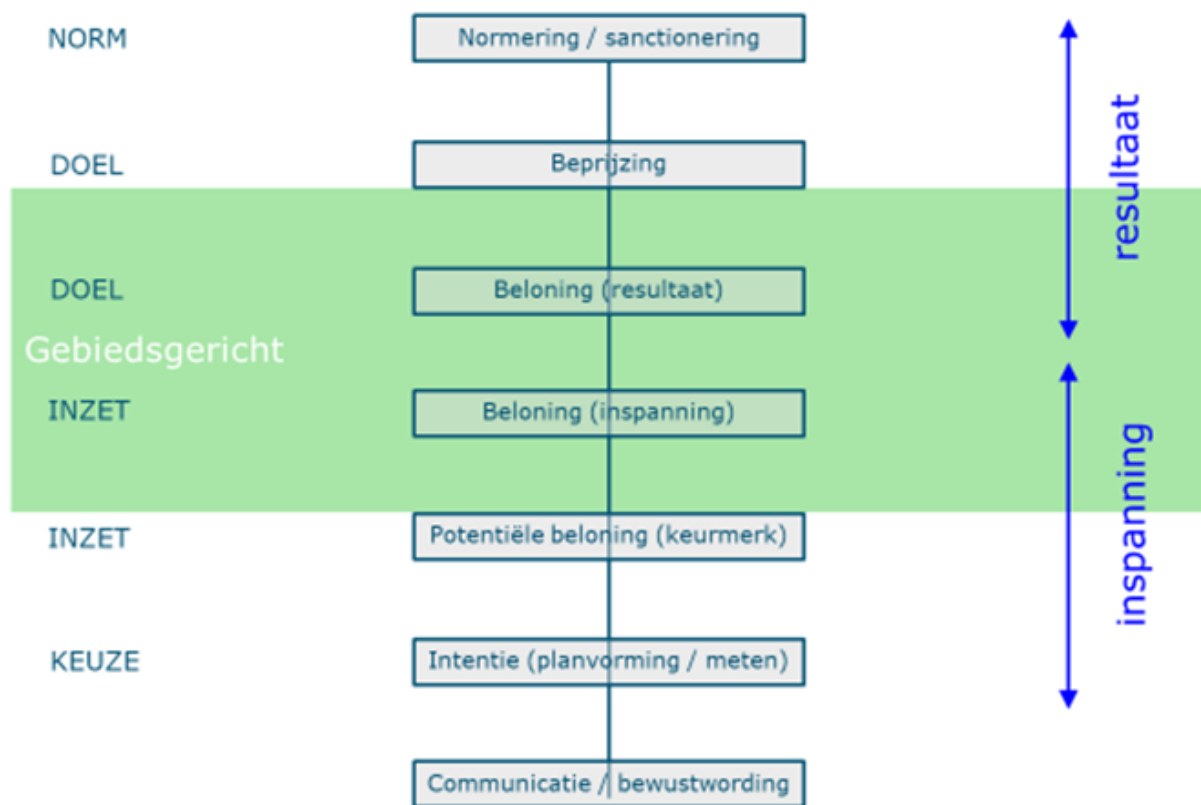 NORM
Normering / sanctionering
DOEL
Beprijzing
resultaat
DOEL
Beloning (resultaat)
Gebiedsgericht
INZET
Beloning (inspanning)
inspanning
INZET
Potentiële beloning (keurmerk)
KEUZE
Intentie (planvorming / meten)
Communicatie / bewustwording